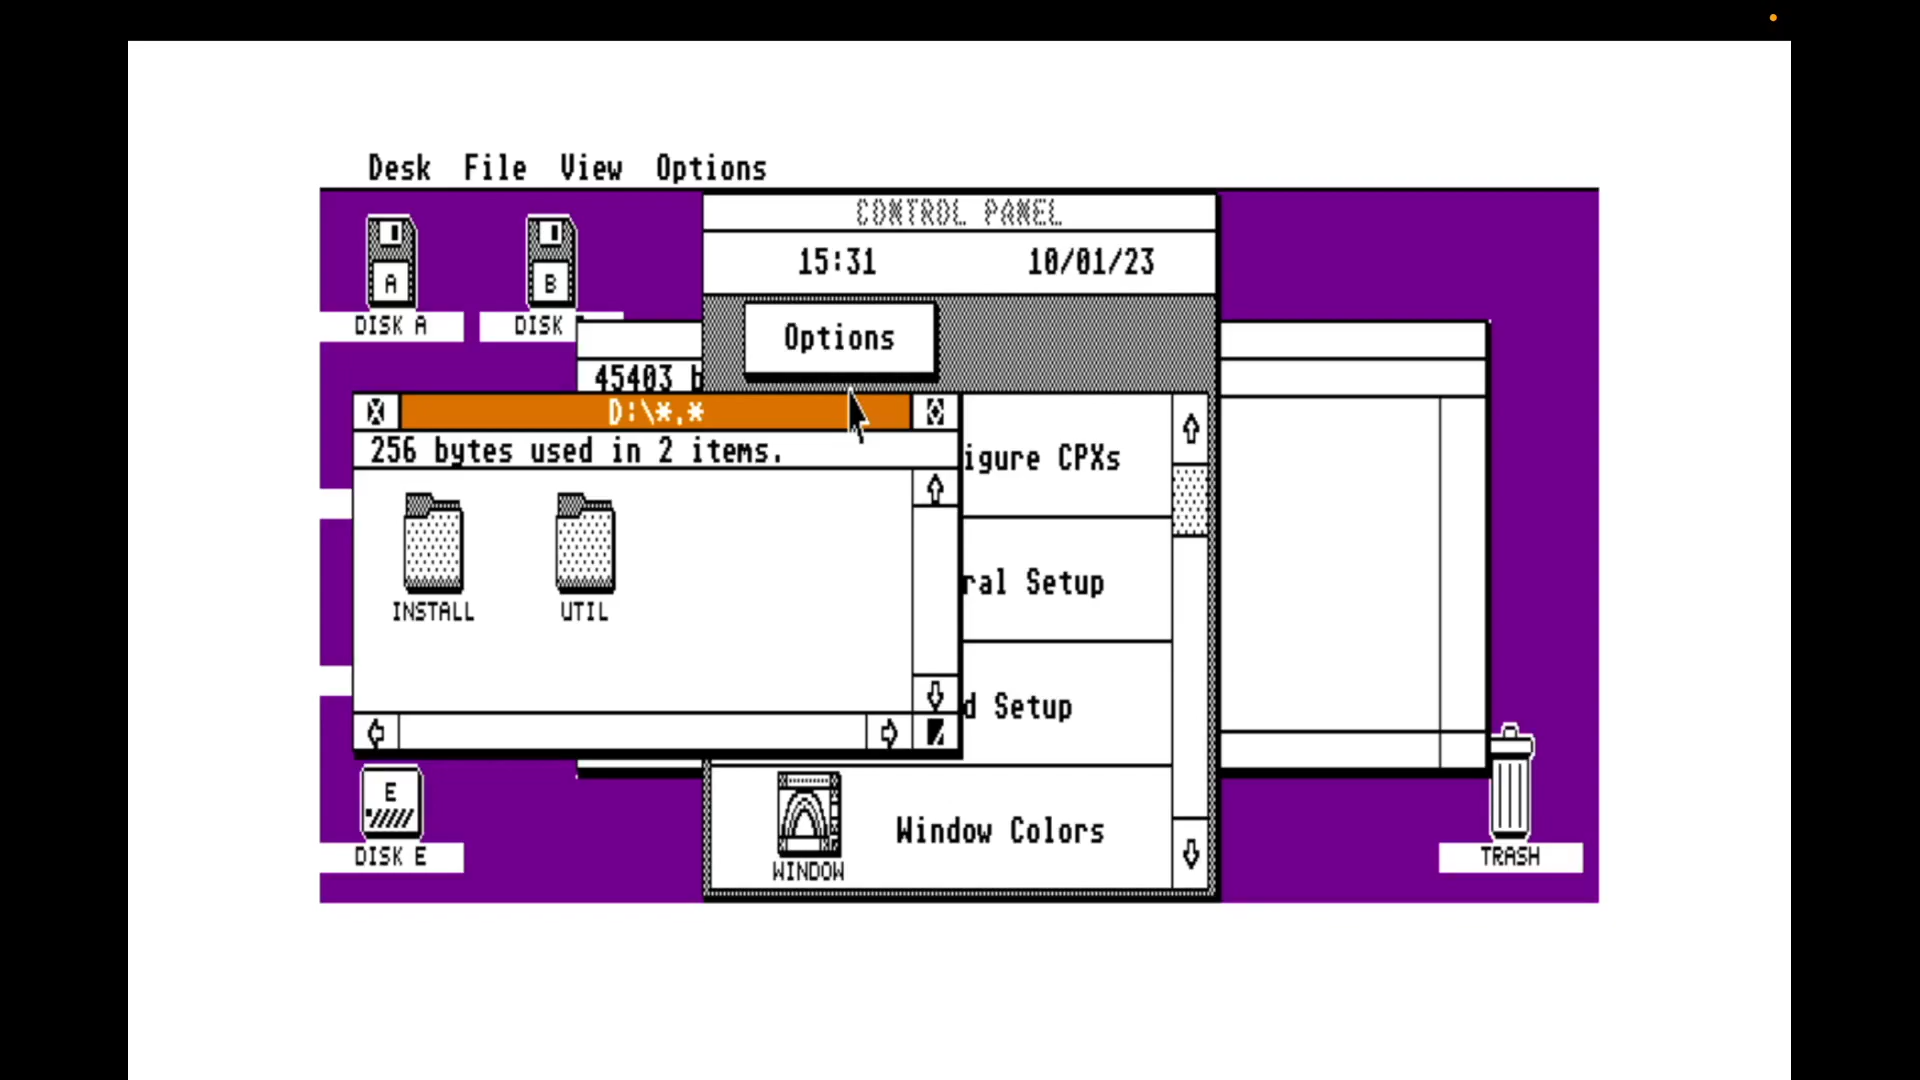 Desk File View Options
CONTROL PANEL
15:31 10/01/23
A
B
DISK A
DISK
Options
45403 b
D:\*.*
256 bytes used in 2 items.
igure CPXs
INSTALL
UTIL
ral Setup
d Setup
E
DISK E
Window Colors
WINDOW
TRASH